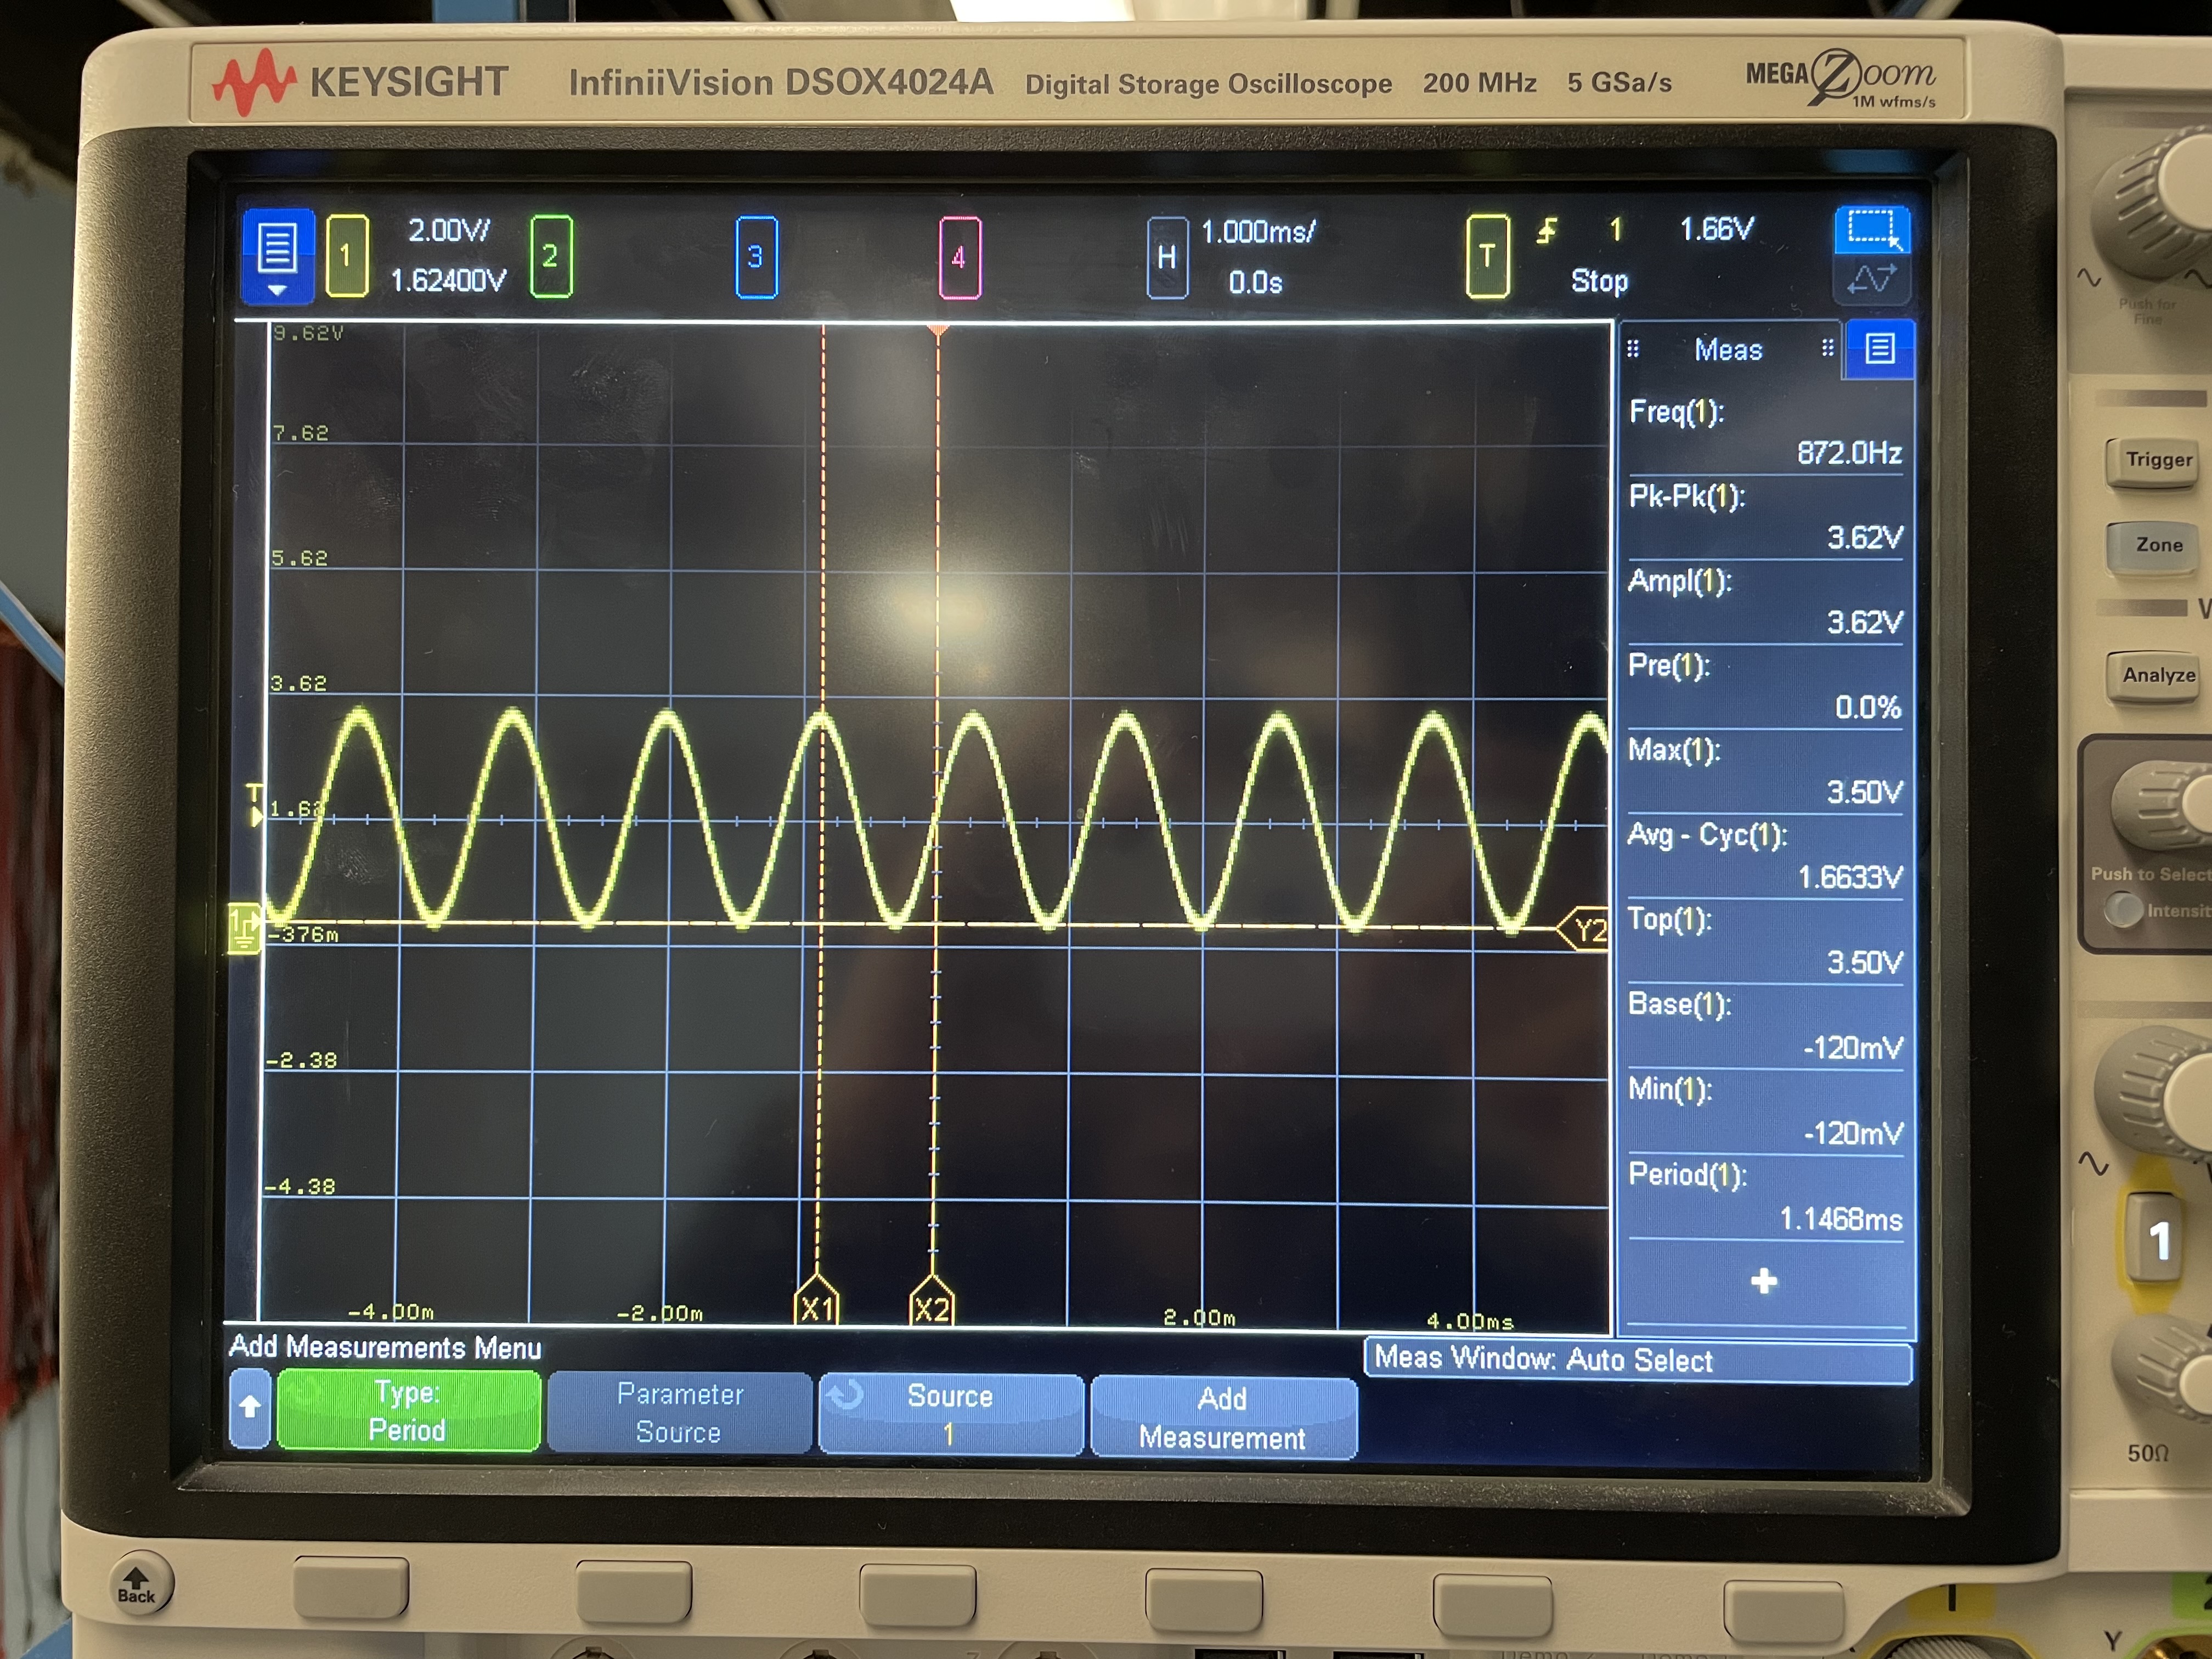 KEYSIGHT InfiniiVision DSOX4024A Digital Storage Oscilloscope 200 MHz 5 GSa/s MEGA Zoom
1M wfms/s
1 2.00V/ 2 3 4 H 1.000ms/ T 1 1.66V
1.62400V 0.0s Stop
Push for
Fine
9.62V
7.62
5.62
3.62
T
1.62
1
-376m
Y2
-2.38
-4.38
-4.00m -2.00m X1 X2 2.00m 4.00ms
Meas
Freq(1):
872.0Hz
Pk-Pk(1):
3.62V
Ampl(1):
3.62V
Pre(1):
0.0%
Max(1):
3.50V
Avg - Cyc(1):
1.6633V
Top(1):
3.50V
Base(1):
-120mV
Min(1):
-120mV
Period(1):
1.1468ms
+
Add Measurements Menu
Meas Window: Auto Select
Type:
Period
Parameter
Source
Source
1
Add
Measurement
Trigger
Zone
Analyze
Push to Select
1
50Ω
Back
1
Y